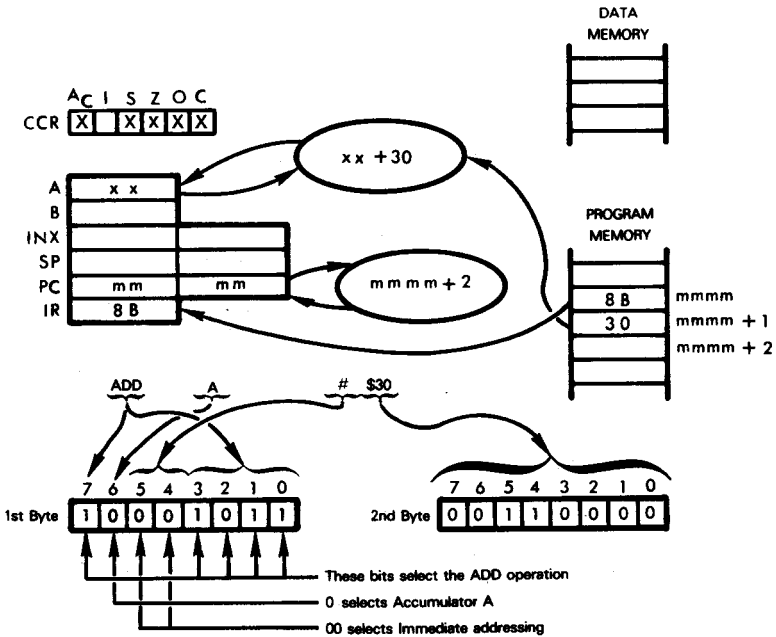 DATA
MEMORY
AC I S Z O C
CCR X X X X X
xx + 30
A xx
B
INX
SP
PC mm mm
IR 8B
mmmm + 2
PROGRAM
MEMORY
8B mmmm
30 mmmm + 1
mmmm + 2
ADD A # $30
7 6 5 4 3 2 1 0
1st Byte 1 0 0 0 1 0 1 1
7 6 5 4 3 2 1 0
2nd Byte 0 0 1 1 0 0 0 0
These bits select the ADD operation
0 selects Accumulator A
00 selects Immediate addressing